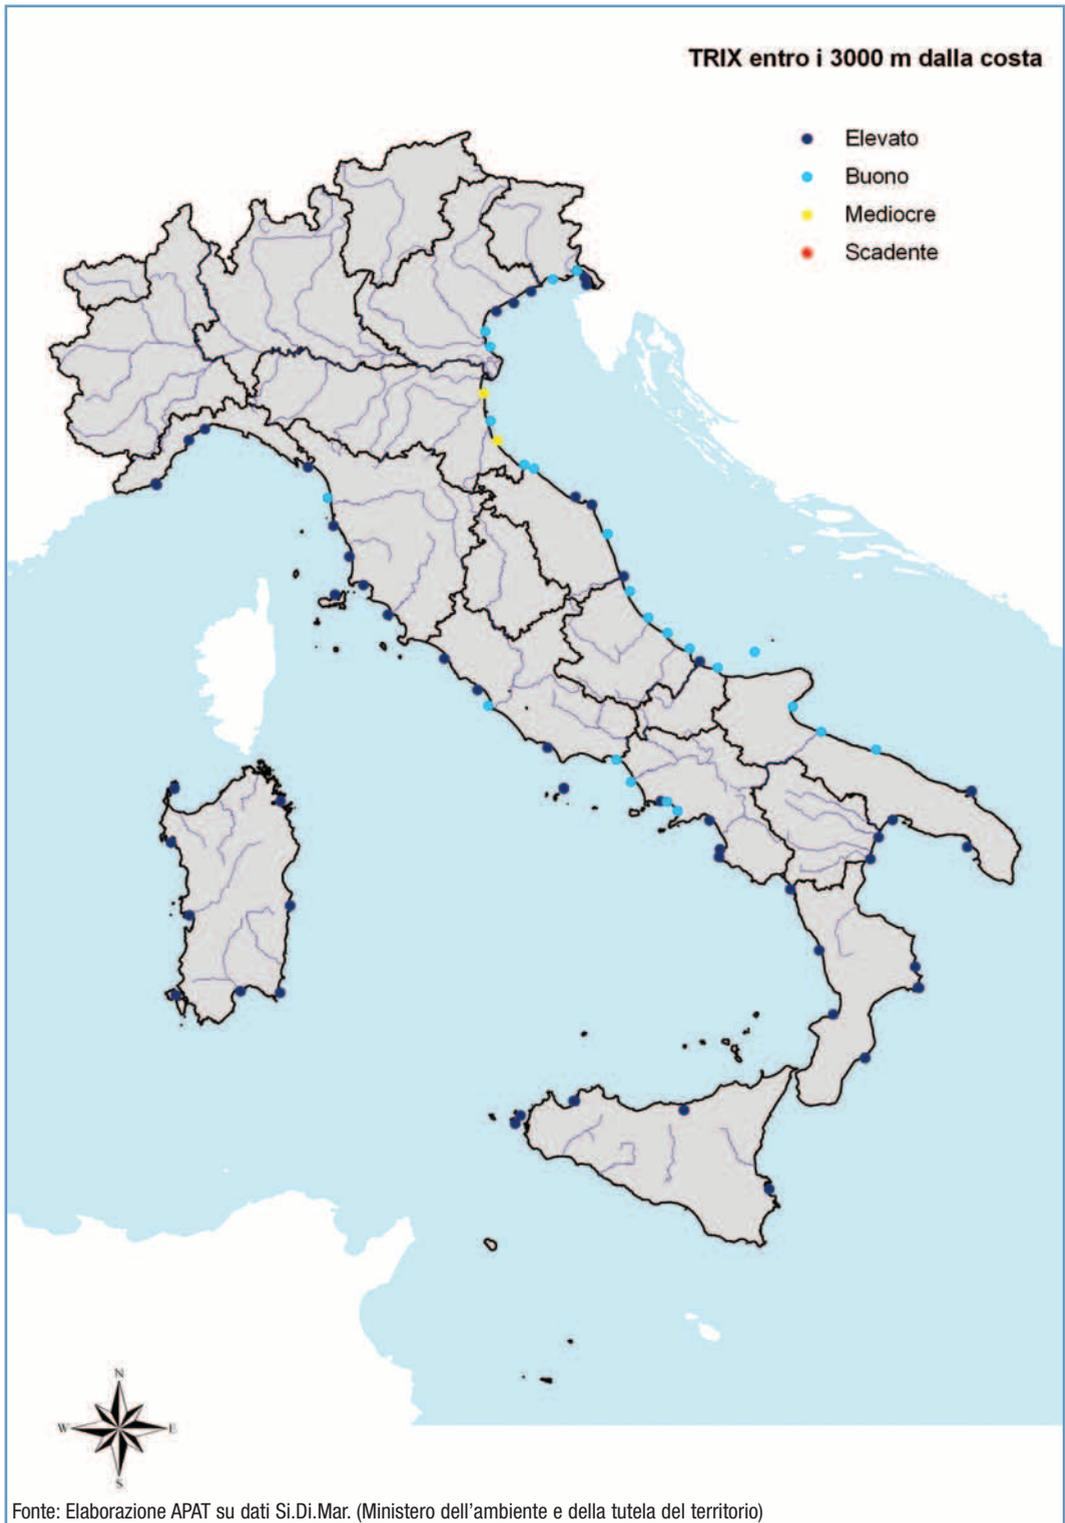 TRIX entro i 3000 m dalla costa
Elevato
Buono
Mediocre
Scadente
N
W E
S
Fonte: Elaborazione APAT su dati Si.Di.Mar. (Ministero dell'ambiente e della tutela del territorio)